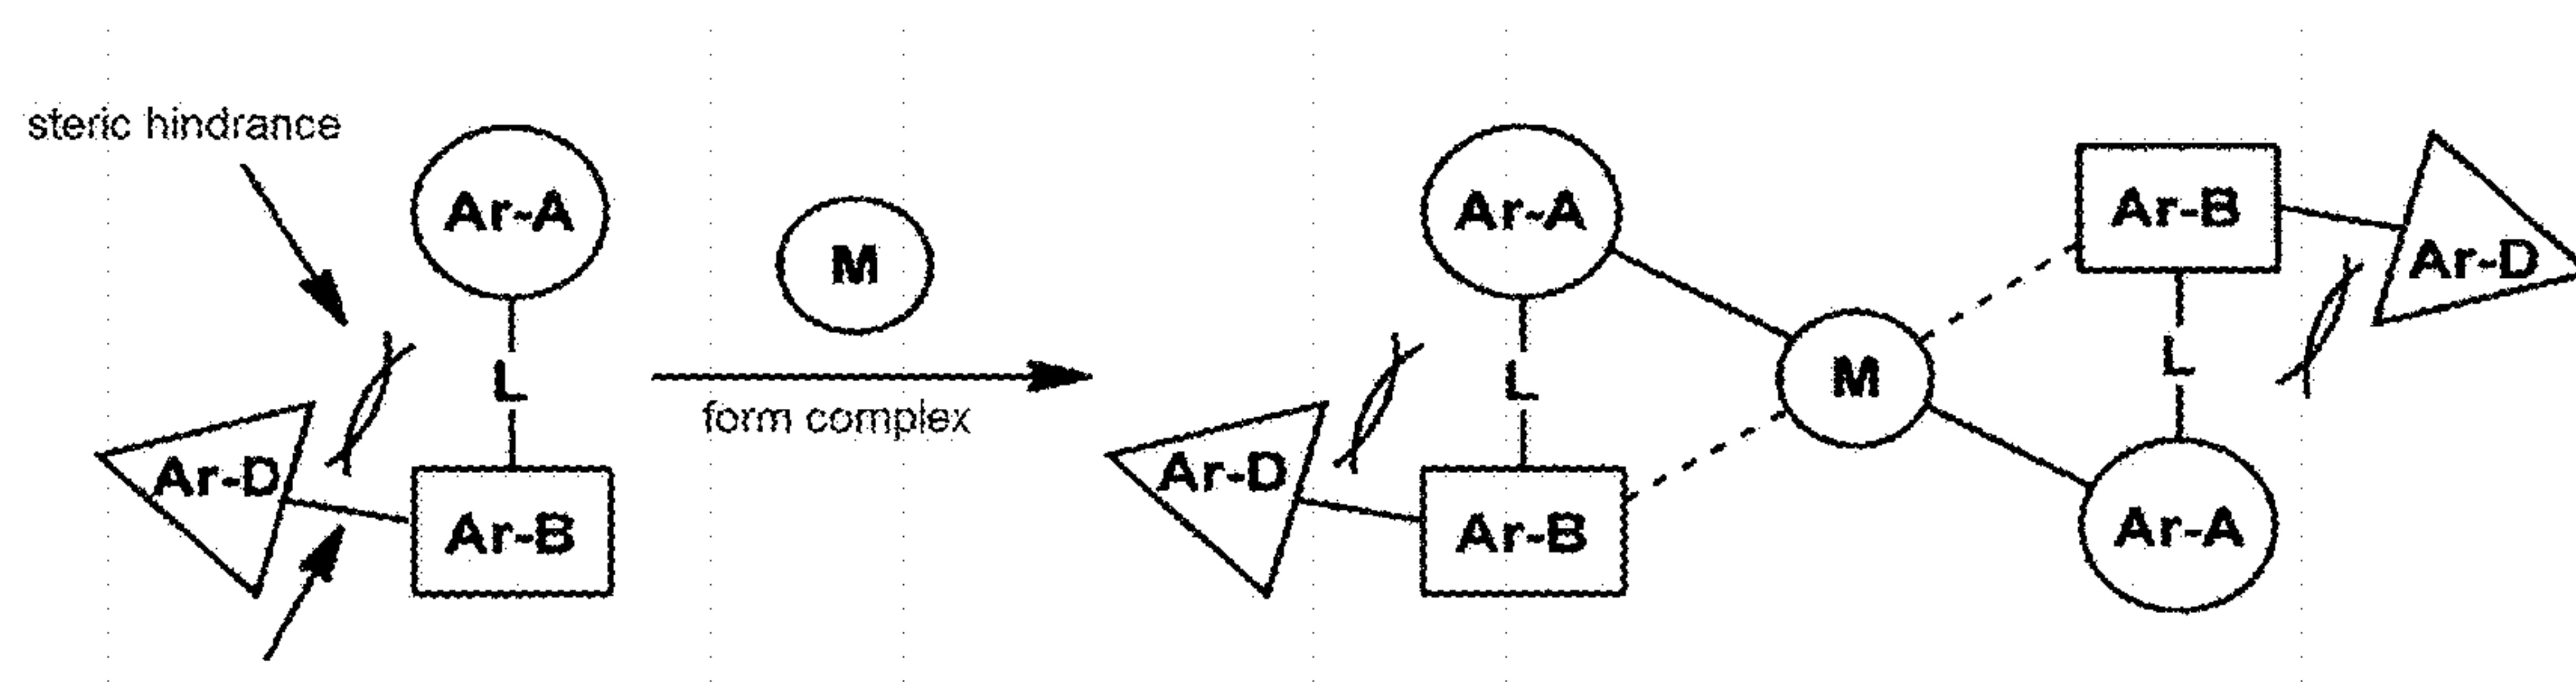 steric hindrance
Ar-A
M
L
form complex
Ar-D
Ar-B
Ar-A
Ar-B
Ar-D
M
L
L
Ar-D
Ar-B
Ar-A